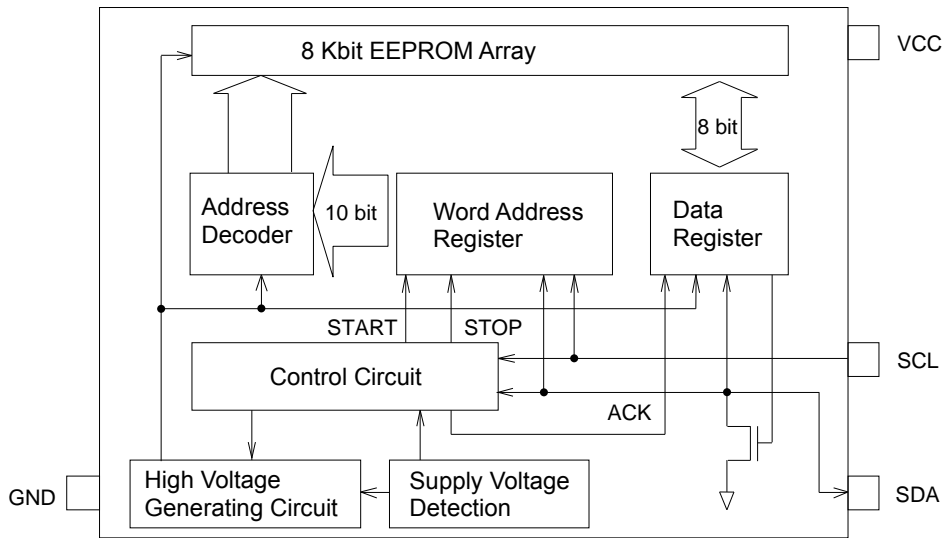 8 Kbit EEPROM Array
VCC
8 bit
Address
Decoder
10 bit
Word Address
Register
Data
Register
START
STOP
SCL
Control Circuit
ACK
GND
High Voltage
Generating Circuit
Supply Voltage
Detection
SDA